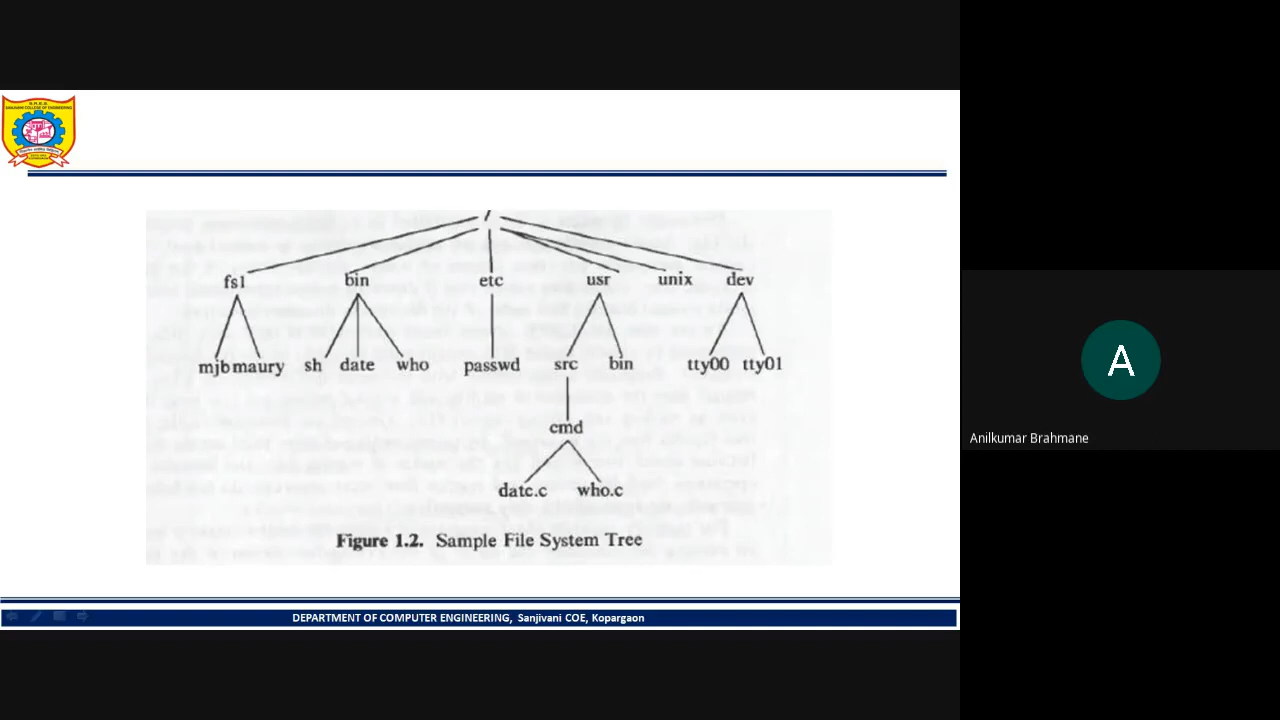 /
fs1 bin etc usr unix dev
mjb maury sh date who passwd src bin tty00 tty01
cmd
date.c who.c
Figure 1.2. Sample File System Tree
DEPARTMENT OF COMPUTER ENGINEERING, Sanjivani COE, Kopargaon
A
Anilkumar Brahmane